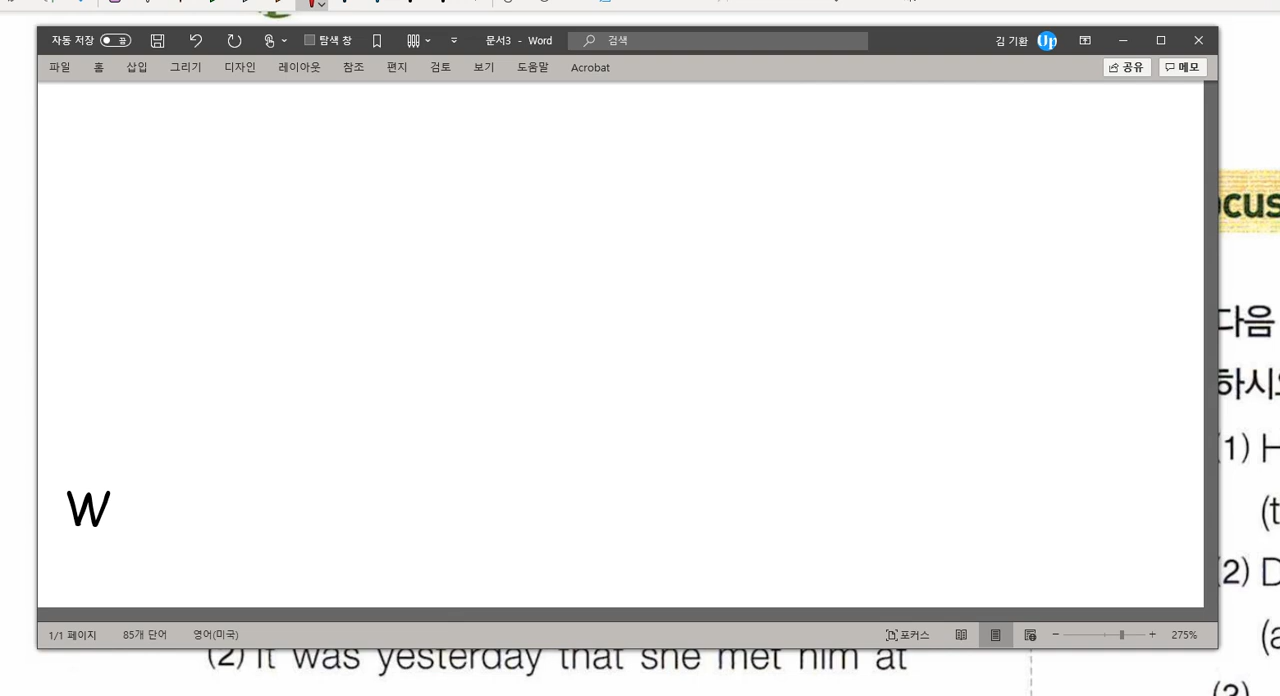 자동 저장 끔 탐색 창 문서3 - Word 검색 김 기환 Up
파일 홈 삽입 그리기 디자인 레이아웃 참조 편지 검토 보기 도움말 Acrobat 공유 메모
ocus
다음
하시오
(1) H
W
(t
(2) D
1/1 페이지 85개 단어 영어(미국) 포커스 275%
(a
(2) It was yesterday that she met him at
(3)